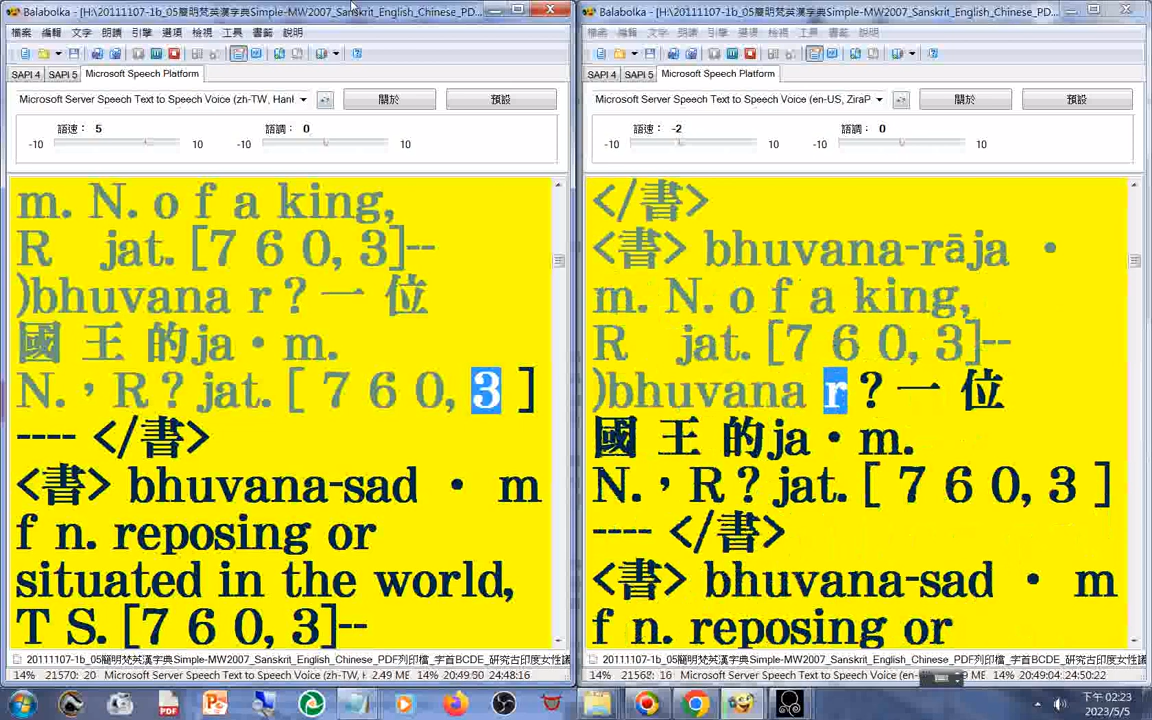 Balabolka - [H:\20111107-1b_05簡明梵英漢字典Simple-MW2007_Sanskrit_English_Chinese_PD...
檔案 編輯 文字 朗讀 引擎 選項 檢視 工具 書籤 說明
SAPI 4 SAPI 5 Microsoft Speech Platform
Microsoft Server Speech Text to Speech Voice (zh-TW, Hanl
關於 預設
語速： 5 語調： 0
-10 10 -10 10
m. N. o f a king,
R jat. [7 6 0, 3]--
)bhuvana r ? 一 位
國 王 的 ja • m.
N. , R ? jat. [ 7 6 0, 3 ]
---- </書>
<書> bhuvana-sad • m
f n. reposing or
situated in the world,
T S. [7 6 0, 3]--
20111107-1b_05簡明梵英漢字典Simple-MW2007_Sanskrit_English_Chinese_PDF列印檔_字首BCDE_研究古印度女性議
14% 21570: 20 Microsoft Server Speech Text to Speech Voice (zh-TW, H 2.49 ME 14% 20:49:50 24:48:16
Balabolka - [H:\20111107-1b_05簡明梵英漢字典Simple-MW2007_Sanskrit_English_Chinese_PD...
檔案 編輯 文字 朗讀 引擎 選項 檢視 工具 書籤 說明
SAPI 4 SAPI 5 Microsoft Speech Platform
Microsoft Server Speech Text to Speech Voice (en-US, ZiraP
關於 預設
語速： -2 語調： 0
-10 10 -10 10
</書>
<書> bhuvana-rāja •
m. N. o f a king,
R jat. [7 6 0, 3]--
)bhuvana r ? 一 位
國 王 的 ja • m.
N. , R ? jat. [ 7 6 0, 3 ]
---- </書>
<書> bhuvana-sad • m
f n. reposing or
20111107-1b_05簡明梵英漢字典Simple-MW2007_Sanskrit_English_Chinese_PDF列印檔_字首BCDE_研究古印度女性議
14% 21568: 16 Microsoft Server Speech Text to Speech Voice (en- ME 14% 20:49:04:24:50:22
下午 02:23
2023/5/5